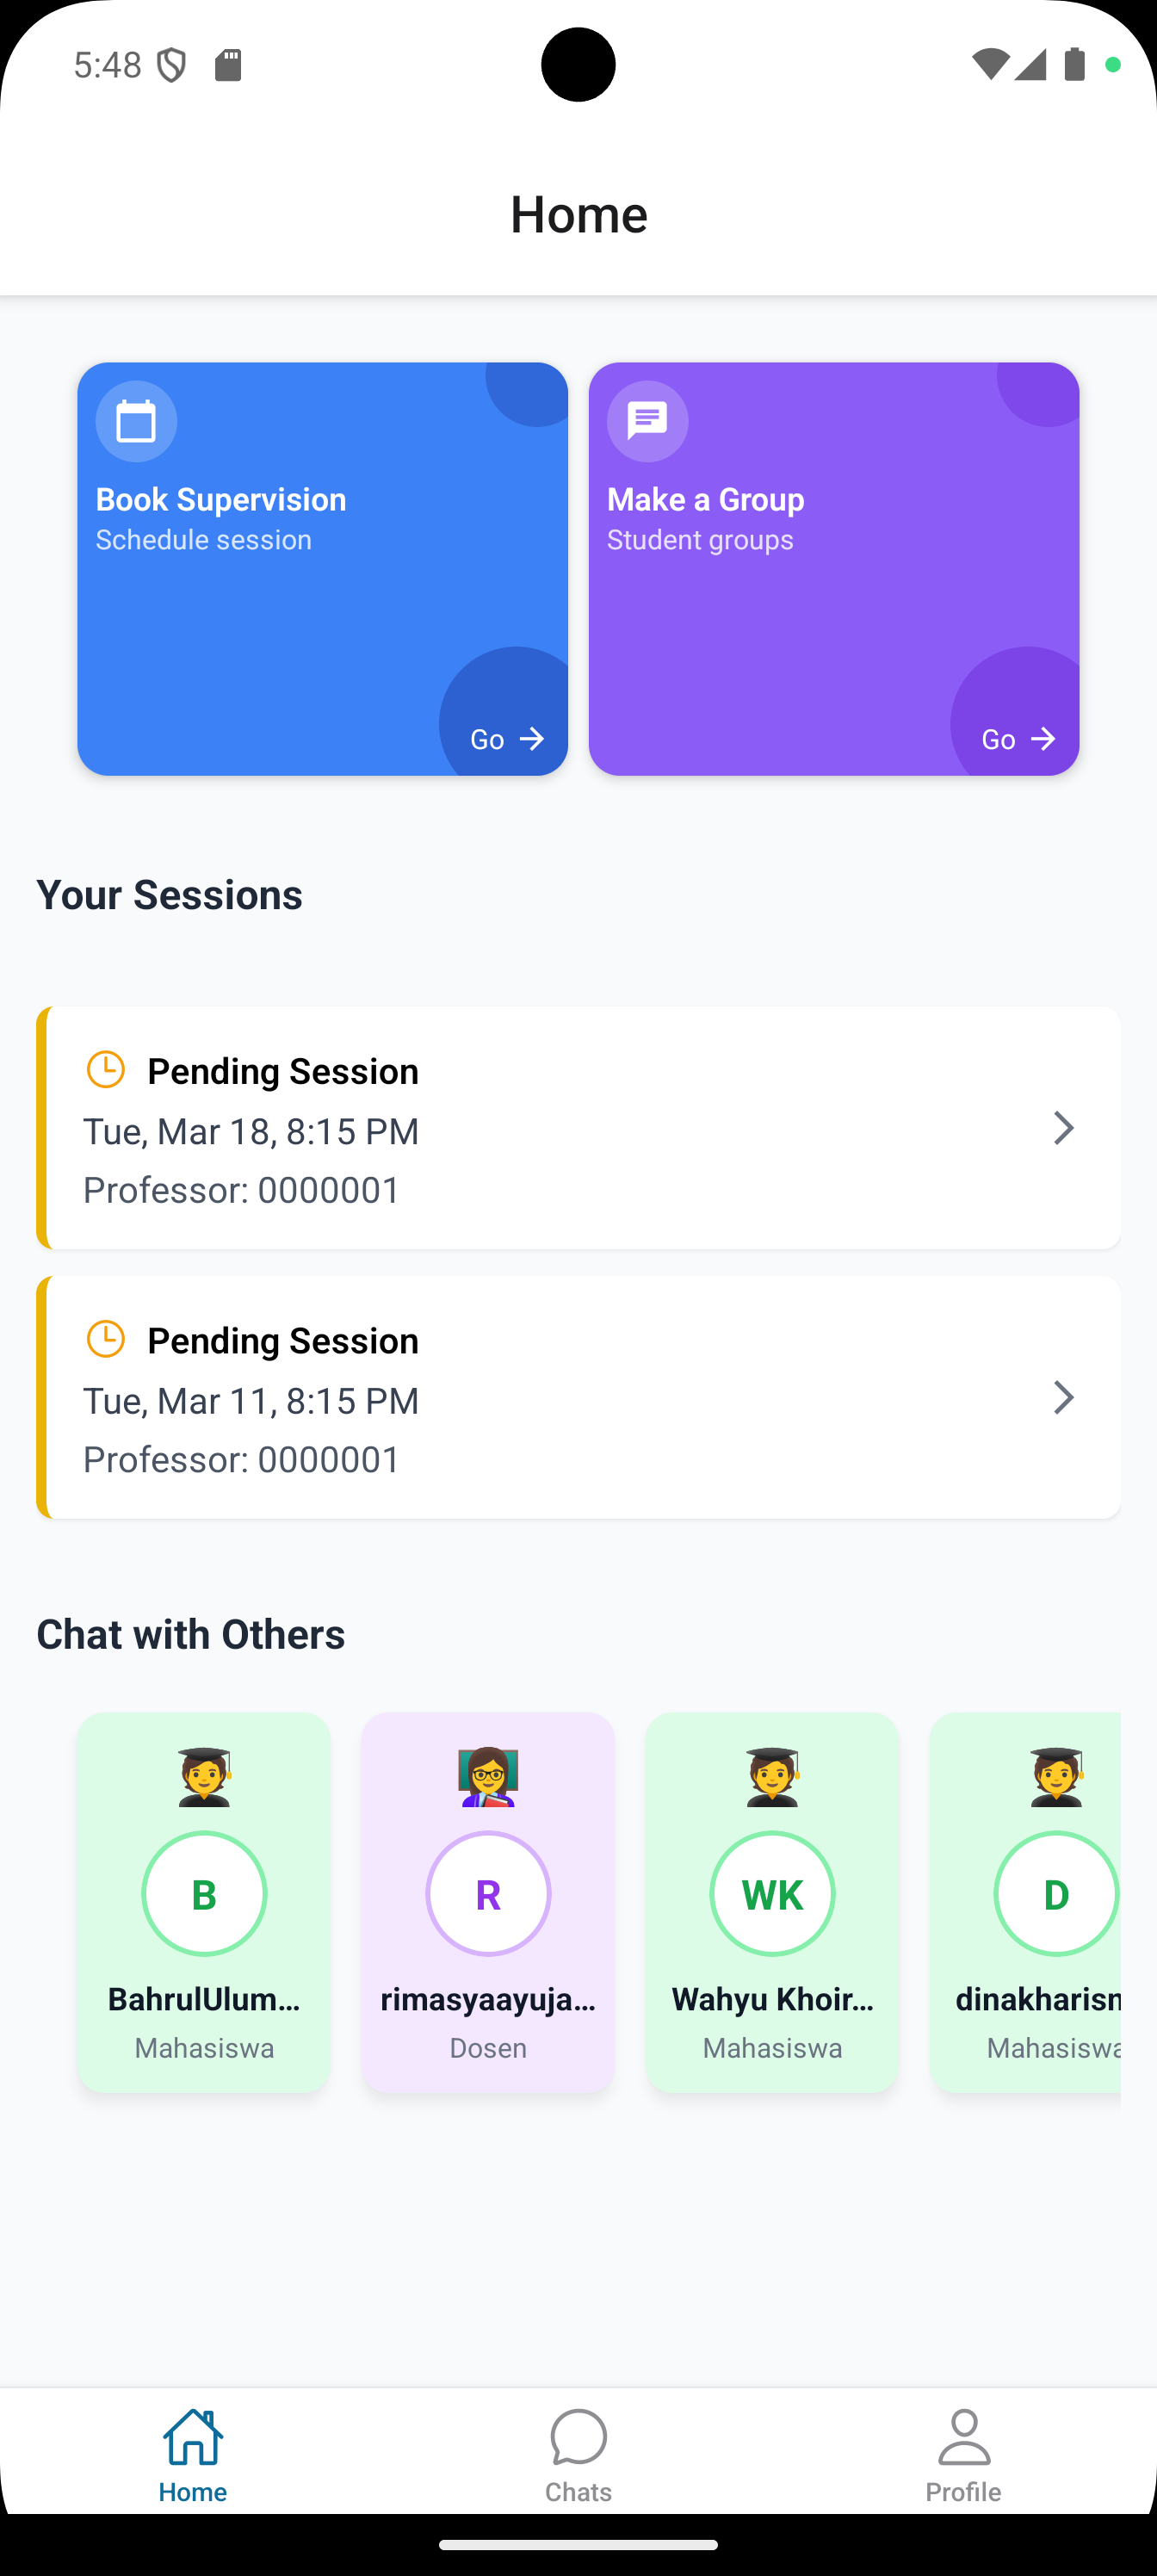 5:48
Home
Book Supervision
Schedule session
Go
Make a Group
Student groups
Go
Your Sessions
Pending Session
Tue, Mar 18, 8:15 PM
Professor: 0000001
Pending Session
Tue, Mar 11, 8:15 PM
Professor: 0000001
Chat with Others
B
BahrulUlum...
Mahasiswa
R
rimasyaayuja...
Dosen
WK
Wahyu Khoir...
Mahasiswa
D
dinakharisn
Mahasiswa
Home
Chats
Profile